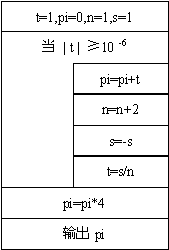 t=1,pi=0,n=1,s=1
当 |t| ≥10 -6
pi=pi+t
n=n+2
s=-s
t=s/n
pi=pi*4
输出 pi